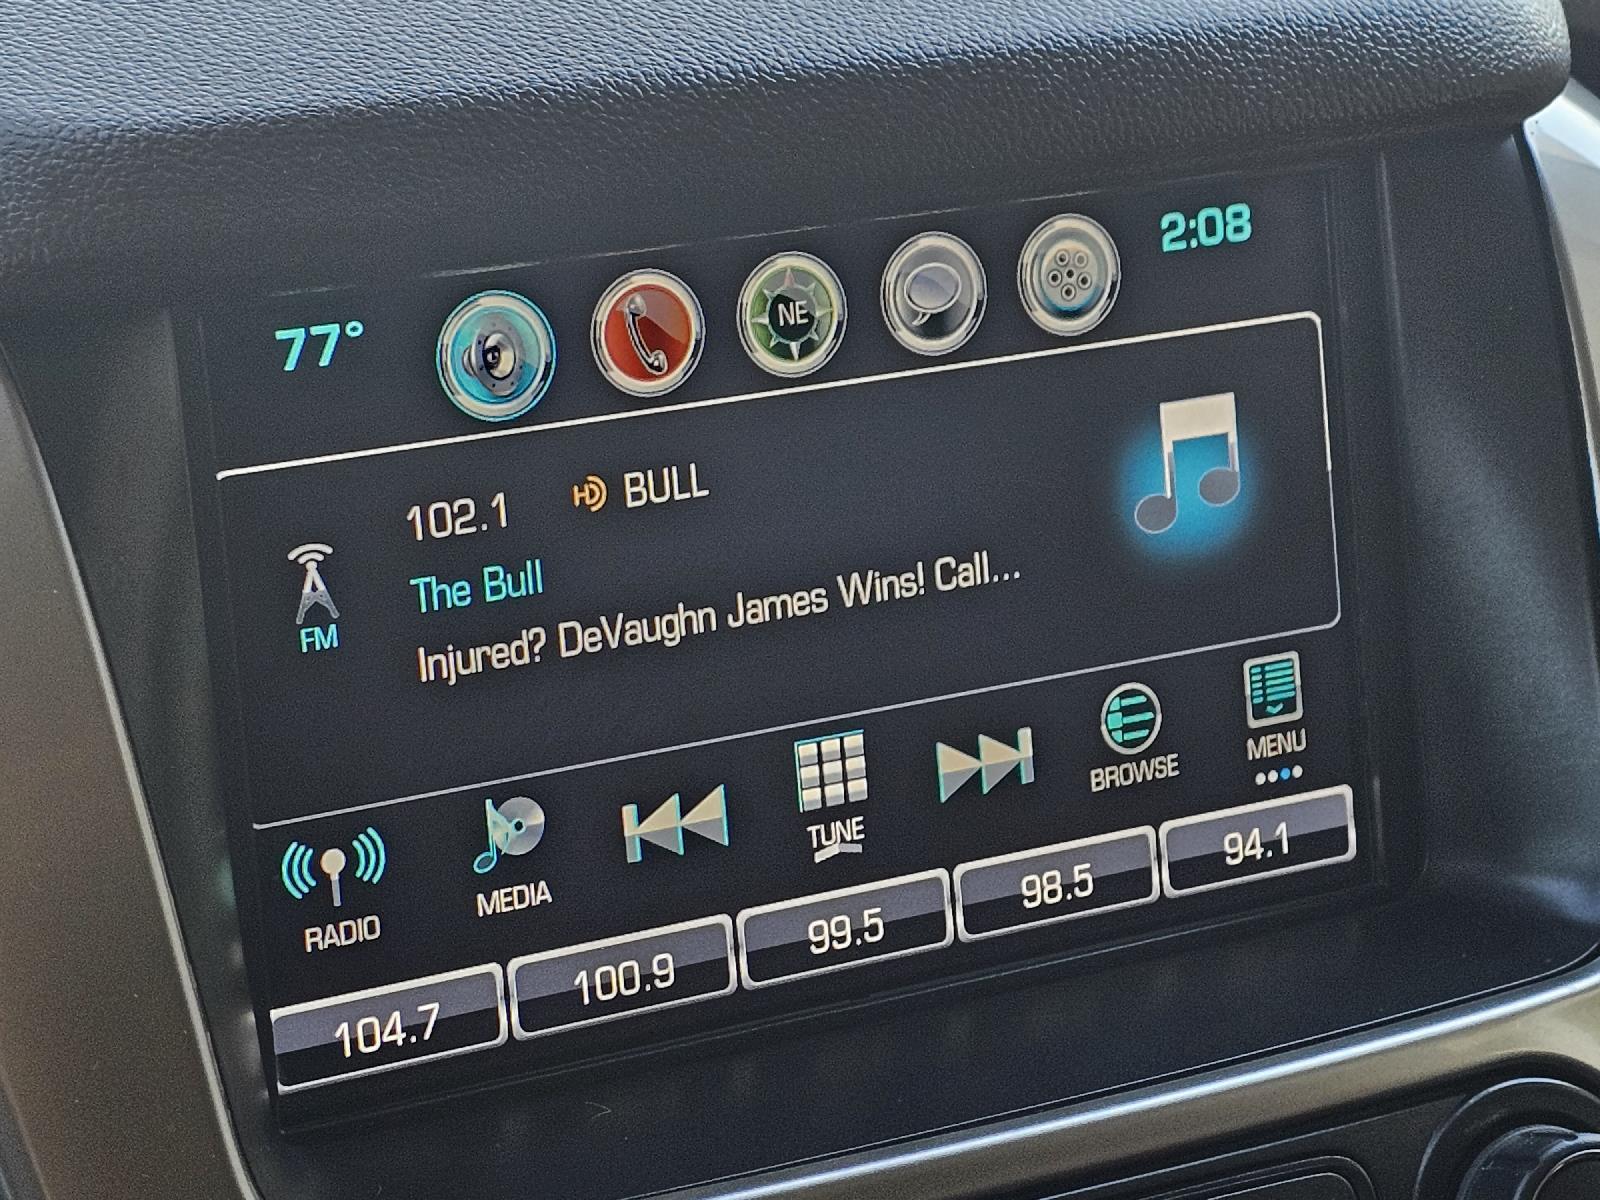 77° NE 2:08
102.1 HD BULL
The Bull
Injured? DeVaughn James Wins! Call...
FM
RADIO MEDIA TUNE BROWSE MENU
104.7 100.9 99.5 98.5 94.1